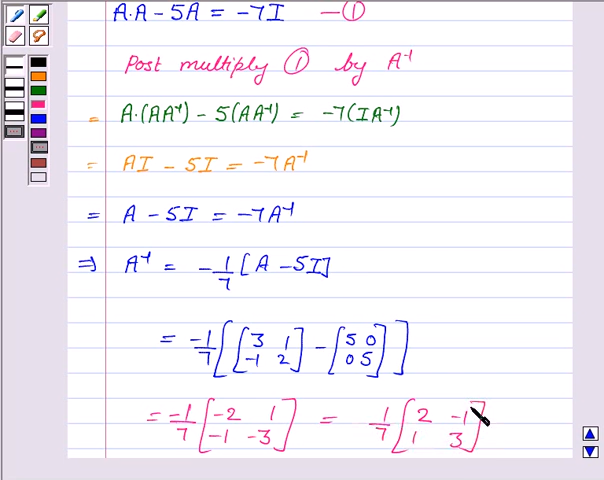 A.A - 5A = -7I —①
Post multiply ① by A⁻¹
= A.(AA⁻¹) - 5(AA⁻¹) = -7(IA⁻¹)
= AI - 5I = -7A⁻¹
= A - 5I = -7A⁻¹
⇒ A⁻¹ = -1/7 [A - 5I]
= -1/7 [ [3 1; -1 2] - [5 0; 0 5] ]
= -1/7 [-2 1; -1 -3] = 1/7 [2 -1; 1 3]